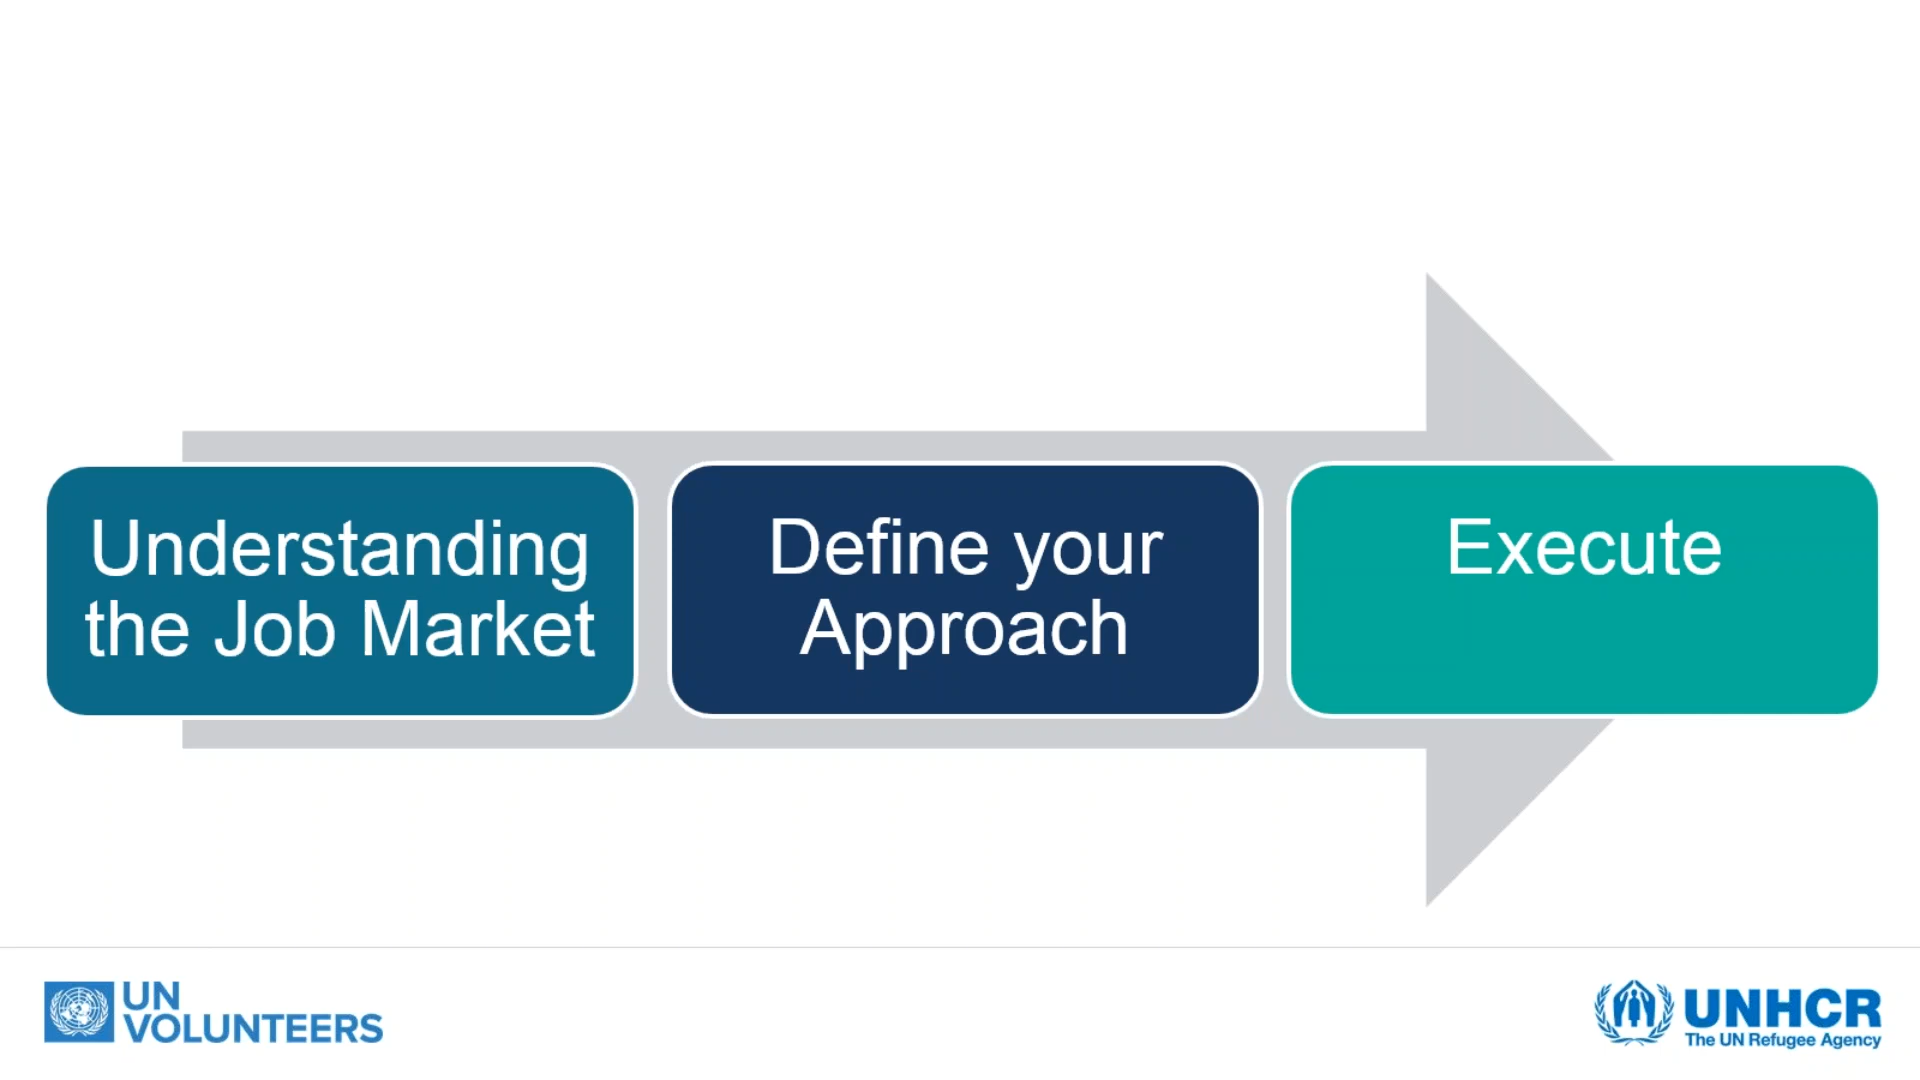 Understanding
the Job Market
Define your
Approach
Execute
UN
VOLUNTEERS
UNHCR
The UN Refugee Agency